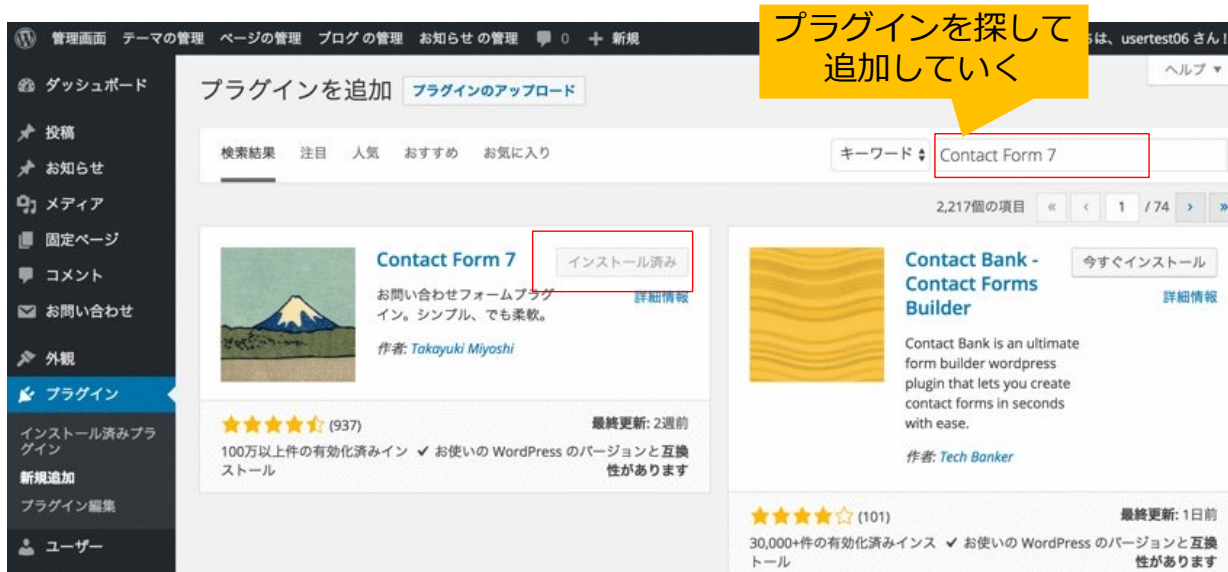 プラグインを探して
追加していく
管理画面 テーマの管理 ページの管理 ブログ の管理 お知らせ の管理 0 + 新規
は、usertest06 さん!
ヘルプ ▼
ダッシュボード
投稿
お知らせ
メディア
固定ページ
コメント
お問い合わせ
外観
プラグイン
インストール済みプラ
グイン
新規追加
プラグイン編集
ユーザー
プラグインを追加 プラグインのアップロード
検索結果 注目 人気 おすすめ お気に入り
キーワード Contact Form 7
2,217個の項目 « ‹ 1 / 74 › »
Contact Form 7
インストール済み
詳細情報
お問い合わせフォームプラグ
イン。シンプル、でも柔軟。
作者: Takayuki Miyoshi
(937)
最終更新: 2週前
100万以上件の有効化済みイン
ストール
✔ お使いの WordPress のバージョンと互換
性があります
Contact Bank -
Contact Forms
Builder
今すぐインストール
詳細情報
Contact Bank is an ultimate
form builder wordpress
plugin that lets you create
contact forms in seconds
with ease.
作者: Tech Banker
(101)
最終更新: 1日前
30,000+件の有効化済みインス
トール
✔ お使いの WordPress のバージョンと互換
性があります